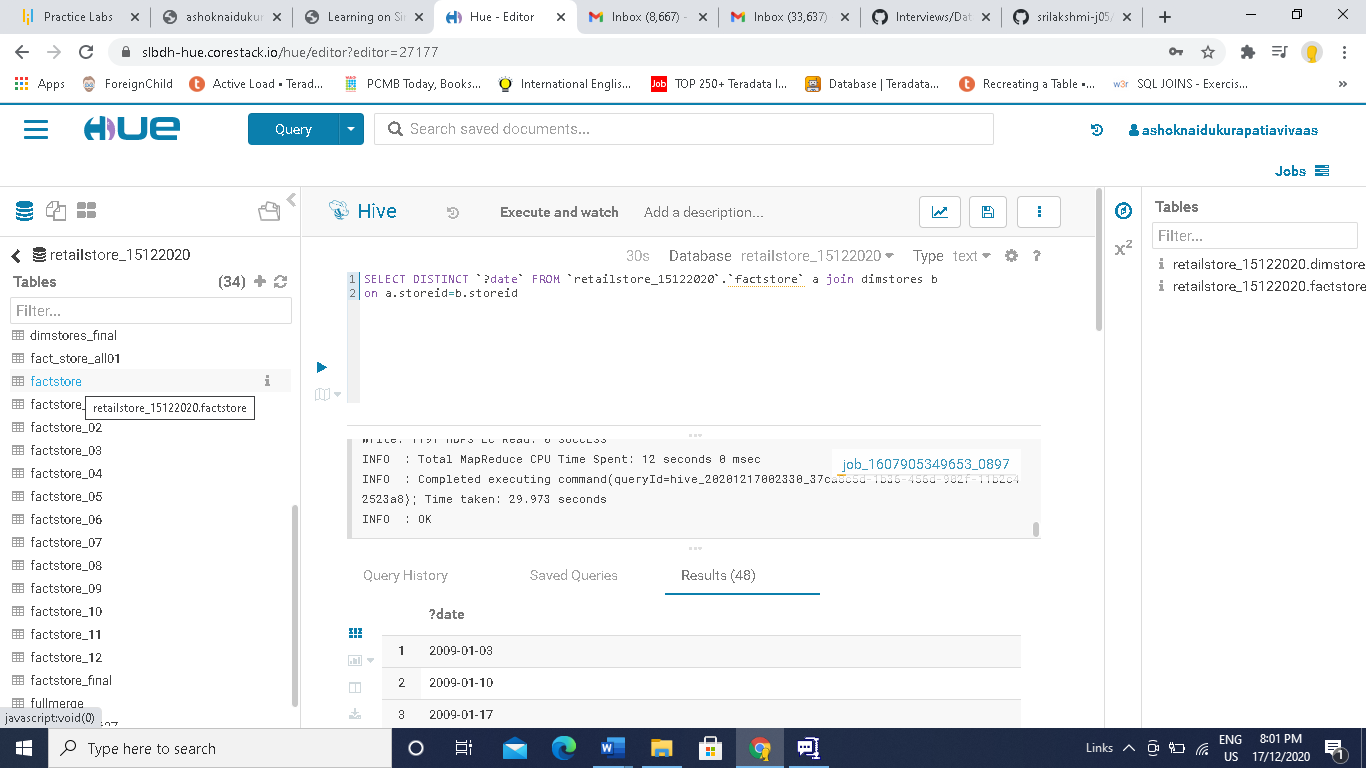 Practice Labs
ashoknaidukur
Learning on Si
Hue - Editor
Inbox (8,667) -
Inbox (33,637)
Interviews/Dat
srilakshmi-j05/
slbdh-hue.corestack.io/hue/editor?editor=27177
Apps
ForeignChild
Active Load • Terad...
PCMB Today, Books...
International Englis...
Job
TOP 250+ Teradata I...
Database | Teradata...
Recreating a Table •...
w3r
SQL JOINS - Exercis...
»
HUE
Query
Search saved documents...
ashoknaidukurapatiavivaas
Jobs
Hive
Execute and watch
Add a description...
Tables
Filter...
retailstore_15122020.dimstore
retailstore_15122020.factstore
retailstore_15122020
Tables
(34)
Filter...
dimstores_final
fact_store_all01
factstore
factstore_
retailstore_15122020.factstore
factstore_02
factstore_03
factstore_04
factstore_05
factstore_06
factstore_07
factstore_08
factstore_09
factstore_10
factstore_11
factstore_12
factstore_final
fullmerge
javascript:void(0)
30s
Database retailstore_15122020
Type text
?
x²
1 SELECT DISTINCT `?date` FROM `retailstore_15122020`.`factstore` a join dimstores b
2 on a.storeid=b.storeid
INFO : Total MapReduce CPU Time Spent: 12 seconds 0 msec
job_1607905349653_0897
INFO : Completed executing command(queryId=hive_20201217002330_
2523a8); Time taken: 29.973 seconds
INFO : OK
Query History
Saved Queries
Results (48)
?date
1 2009-01-03
2 2009-01-10
3 2009-01-17
Type here to search
Links
ENG
US
8:01 PM
17/12/2020
1